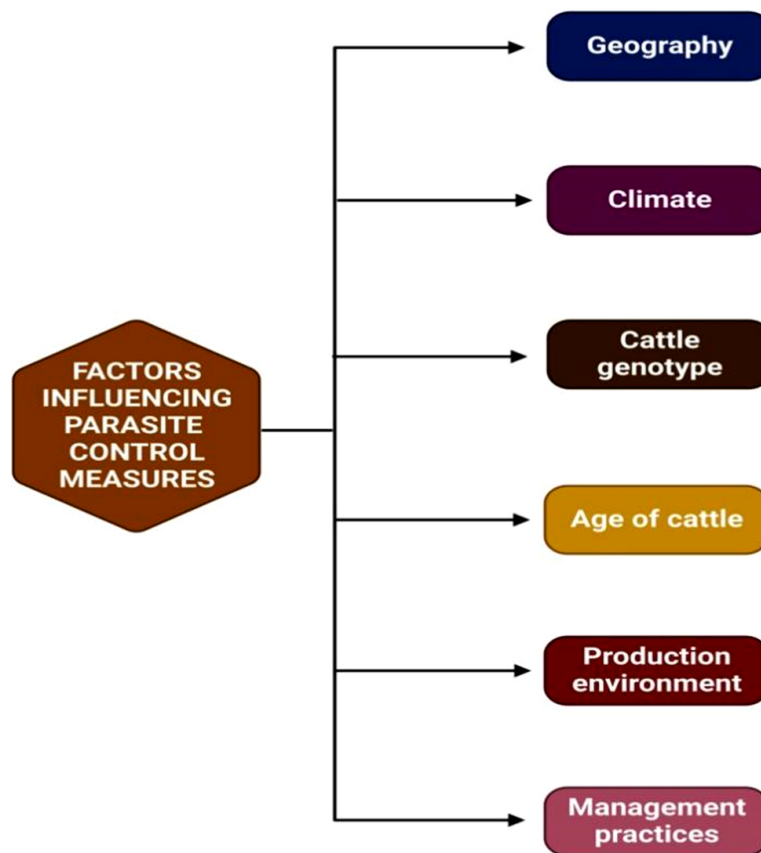 Geography
Climate
Cattle
genotype
FACTORS
INFLUENCING
PARASITE
CONTROL
MEASURES
Age of cattle
Production
environment
Management
practices